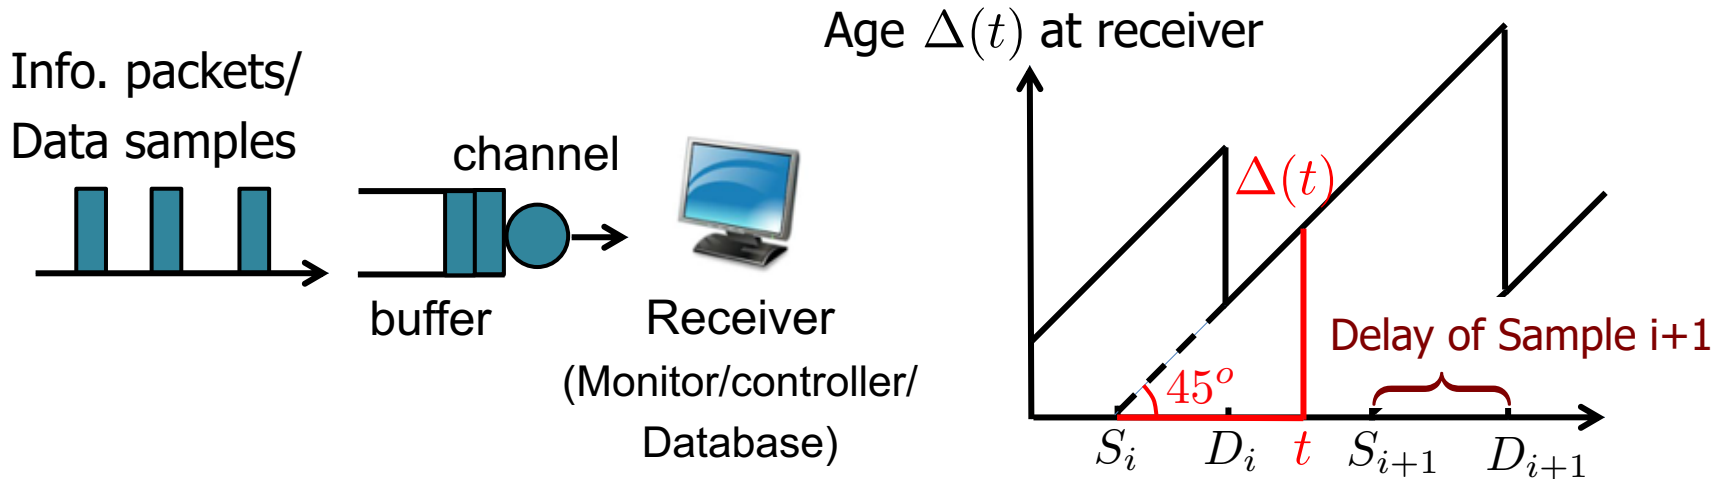 Info. packets/
Data samples
channel
buffer
Receiver
(Monitor/controller/
Database)
Age Δ(t) at receiver
Δ(t)
Delay of Sample i+1
45°
S_i
D_i
t
S_{i+1}
D_{i+1}